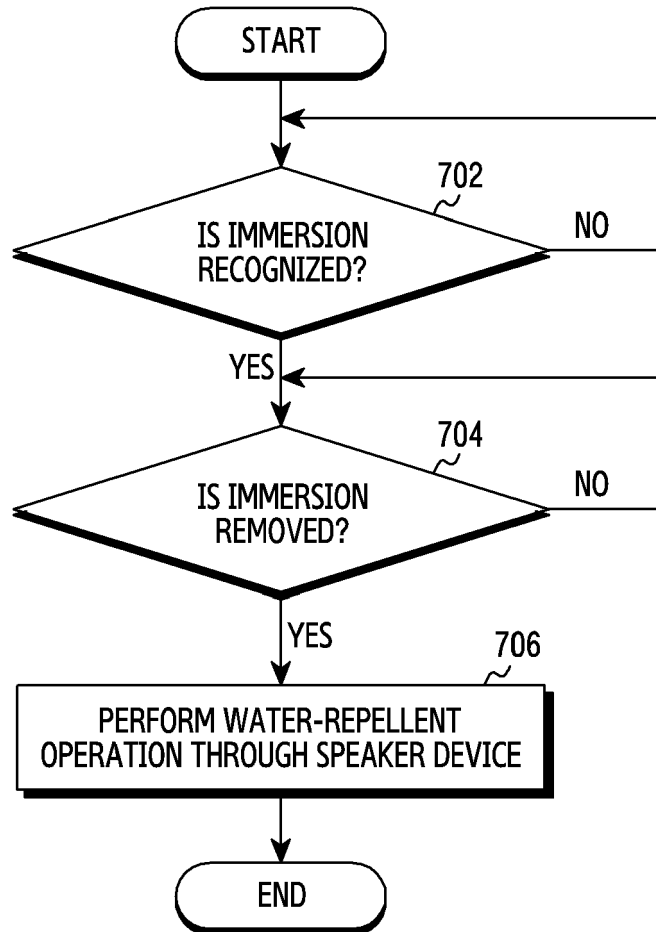 START
702
IS IMMERSION
RECOGNIZED?
NO
YES
704
IS IMMERSION
REMOVED?
NO
YES
706
PERFORM WATER-REPELLENT
OPERATION THROUGH SPEAKER DEVICE
END